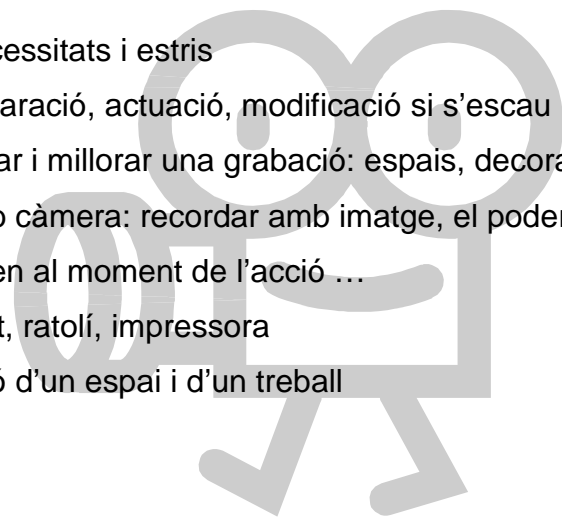 cessitats i estris
aració, actuació, modificació si s’escau
ar i millorar una grabació: espais, decora
càmera: recordar amb imatge, el poder
en al moment de l’acció …
t, ratolí, impressora
ó d’un espai i d’un treball